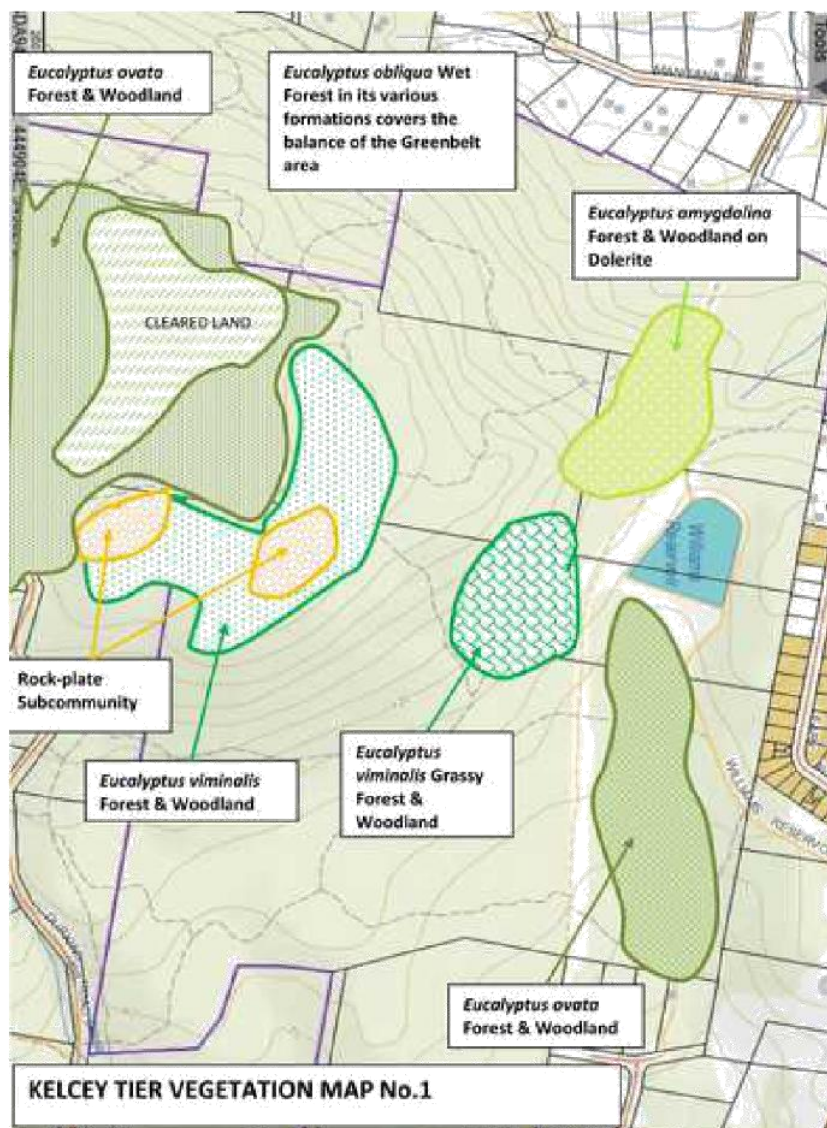 Eucalyptus ovata
Forest & Woodland
Eucalyptus obliqua Wet
Forest in its various
formations covers the
balance of the Greenbelt
area
Eucalyptus amygdalina
Forest & Woodland on
Dolerite
CLEARED LAND
Rock-plate
Subcommunity
Eucalyptus viminalis
Forest & Woodland
Eucalyptus
viminalis Grassy
Forest &
Woodland
Eucalyptus ovata
Forest & Woodland
KELCEY TIER VEGETATION MAP No.1